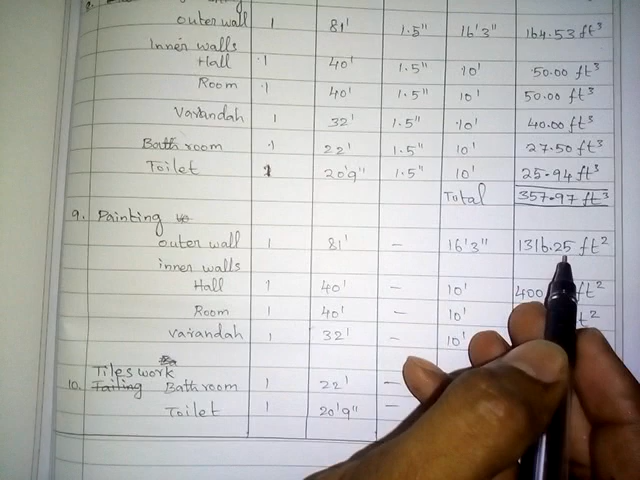 8.
outer wall 1 81' 1.5" 16'3" 164.53 ft³
Inner walls
Hall 1 40' 1.5" 10' 50.00 ft³
Room 1 40' 1.5" 10' 50.00 ft³
Varandah 1 32' 1.5" 10' 40.00 ft³
Bath room 1 22' 1.5" 10' 27.50 ft³
Toilet 1 20'9" 1.5" 10' 25.94 ft³
Total 357.97 ft³
9. Painting
outer wall 1 81' — 16'3" 1316.25 ft²
inner walls
Hall 1 40' — 10' 400 ft²
Room 1 40' — 10' ft²
varandah 1 32' — 10'
Tiles work
10. Tailing Bathroom 1 22' —
Toilet 1 20'9" —